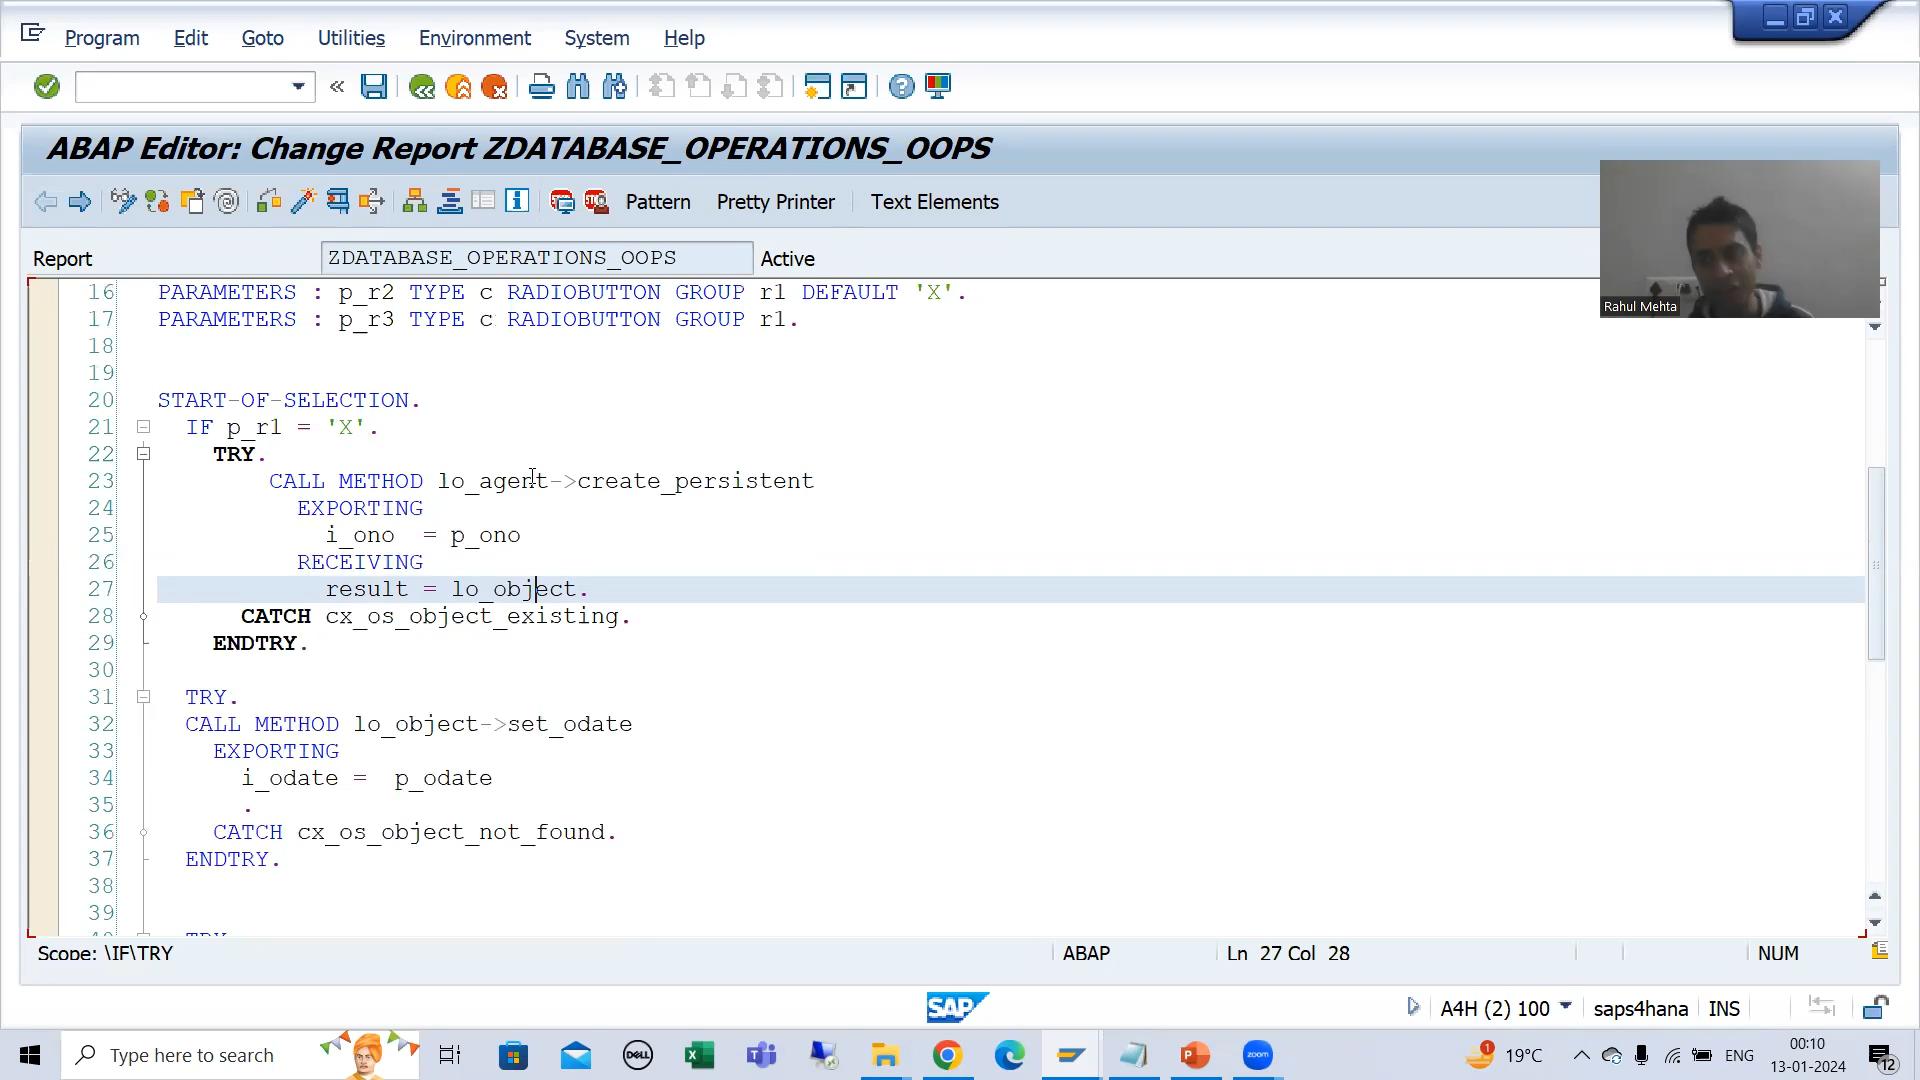 Program Edit Goto Utilities Environment System Help
«
ABAP Editor: Change Report ZDATABASE_OPERATIONS_OOPS
Pattern Pretty Printer Text Elements
Report ZDATABASE_OPERATIONS_OOPS Active
Rahul Mehta
16 PARAMETERS : p_r2 TYPE c RADIOBUTTON GROUP r1 DEFAULT 'X'.
17 PARAMETERS : p_r3 TYPE c RADIOBUTTON GROUP r1.
18
19
20 START-OF-SELECTION.
21 IF p_r1 = 'X'.
22 TRY.
23 CALL METHOD lo_agent->create_persistent
24 EXPORTING
25 i_ono = p_ono
26 RECEIVING
27 result = lo_object.
28 CATCH cx_os_object_existing.
29 ENDTRY.
30
31 TRY.
32 CALL METHOD lo_object->set_odate
33 EXPORTING
34 i_odate = p_odate
35 .
36 CATCH cx_os_object_not_found.
37 ENDTRY.
38
39
Scope: \IF\TRY ABAP Ln 27 Col 28 NUM
SAP A4H (2) 100 saps4hana INS
Type here to search DELL zoom 1 19°C ENG 00:10
13-01-2024 12